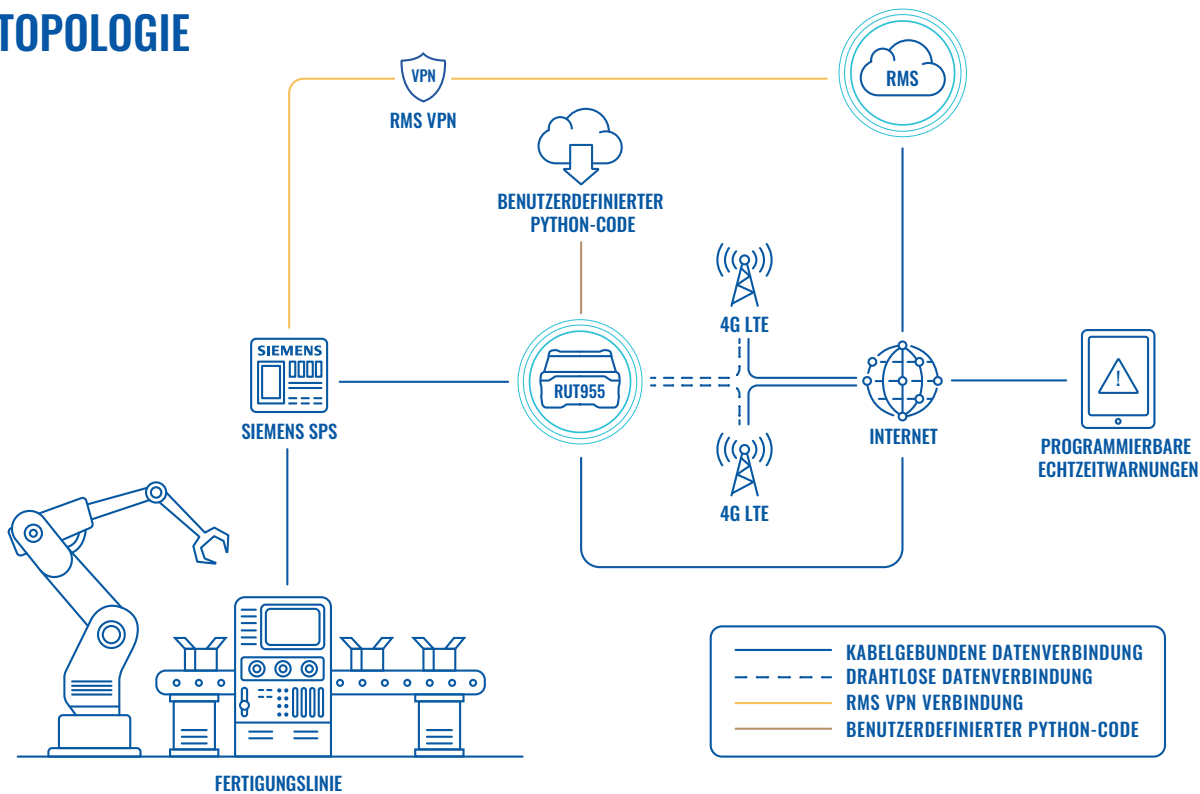 TOPOLOGIE
VPN
RMS VPN
RMS
BENUTZERDEFINIERTER
PYTHON-CODE
4G LTE
SIEMENS
SIEMENS SPS
RUT955
INTERNET
!
PROGRAMMIERBARE
ECHTZEITWARNUNGEN
4G LTE
FERTIGUNGSLINIE
KABELGEBUNDENE DATENVERBINDUNG
DRAHTLOSE DATENVERBINDUNG
RMS VPN VERBINDUNG
BENUTZERDEFINIERTER PYTHON-CODE